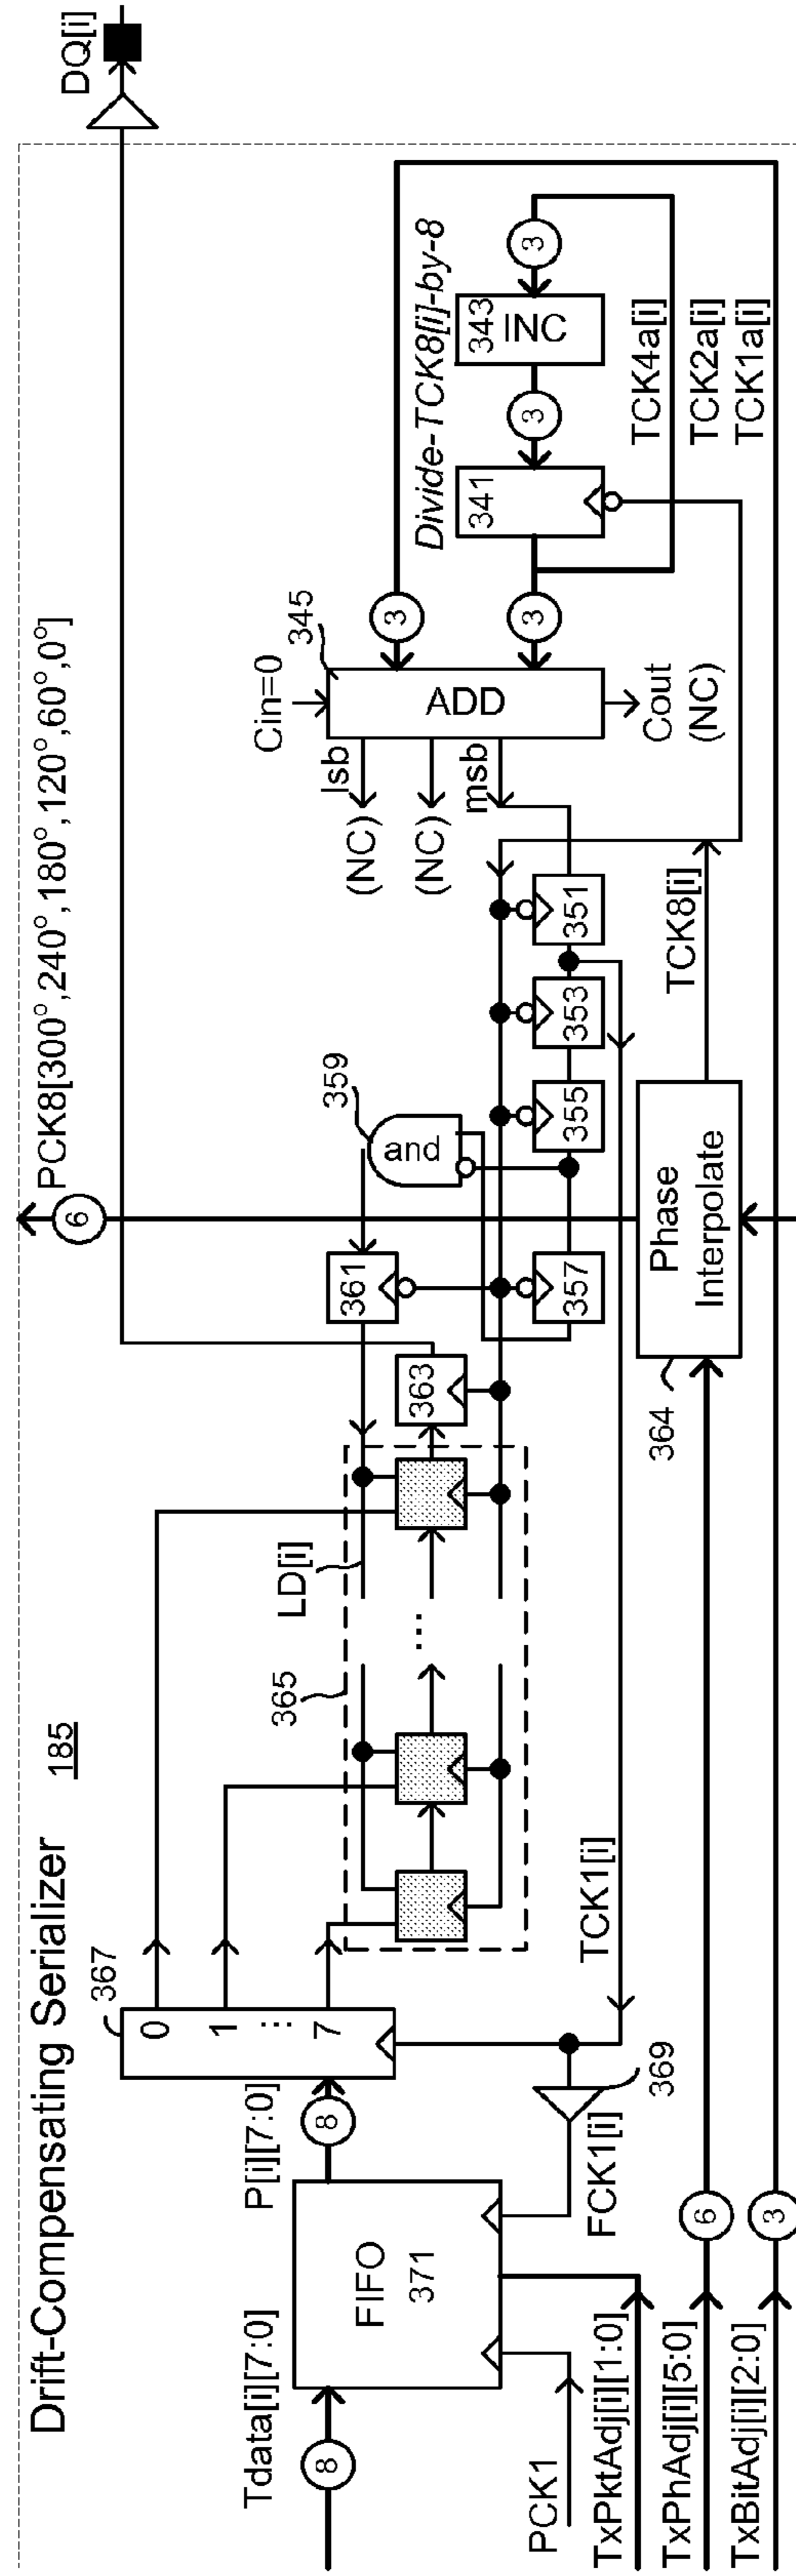 Drift-Compensating Serializer
185
PCK8[300°,240°,180°,120°,60°,0°]
6
DQ[i]
Tdata[i][7:0]
8
FIFO
371
P[i][7:0]
8
367
0
1
⋮
7
365
LD[i]
...
363
361
and
359
357
355
353
351
Cin=0
345
ADD
lsb
(NC)
(NC)
msb
Cout
(NC)
3
3
Divide-TCK8[i]-by-8
341
3
343
INC
3
TCK4a[i]
TCK2a[i]
TCK1a[i]
TCK8[i]
Phase
Interpolate
364
TCK1[i]
369
FCK1[i]
PCK1
TxPktAdj[i][1:0]
TxPhAdj[i][5:0]
6
TxBitAdj[i][2:0]
3